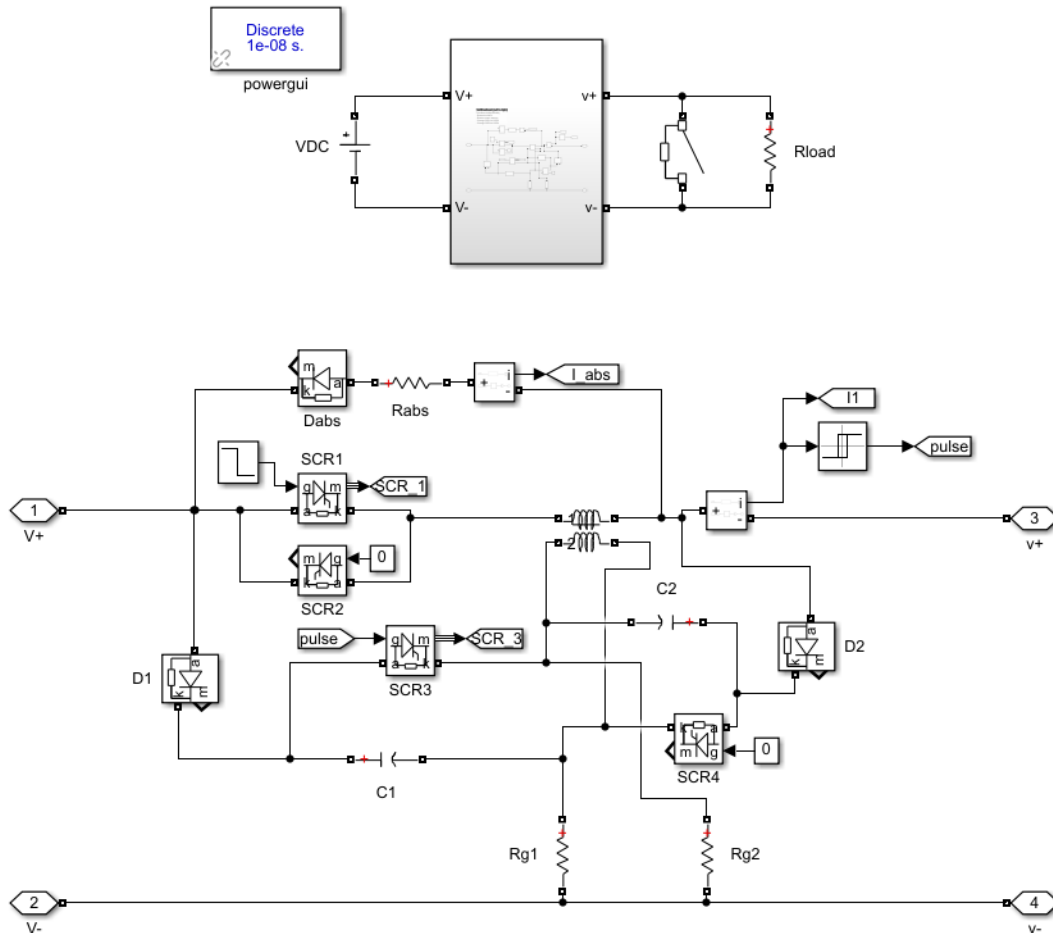 Discrete
1e-08 s.
powergui
V+
v+
VDC
+
+
Rload
V-
v-
m
k
a
Dabs
+
Rabs
+
i
-
I_abs
I1
pulse
SCR1
g
m
a
k
SCR_1
1
V+
1
2
+
i
-
3
v+
m
g
k
a
0
SCR2
C2
+
pulse
g
m
a
k
SCR_3
SCR3
D1
a
k
m
a
k
m
D2
+
C1
k
a
m
g
0
SCR4
+
Rg1
+
Rg2
2
V-
4
v-